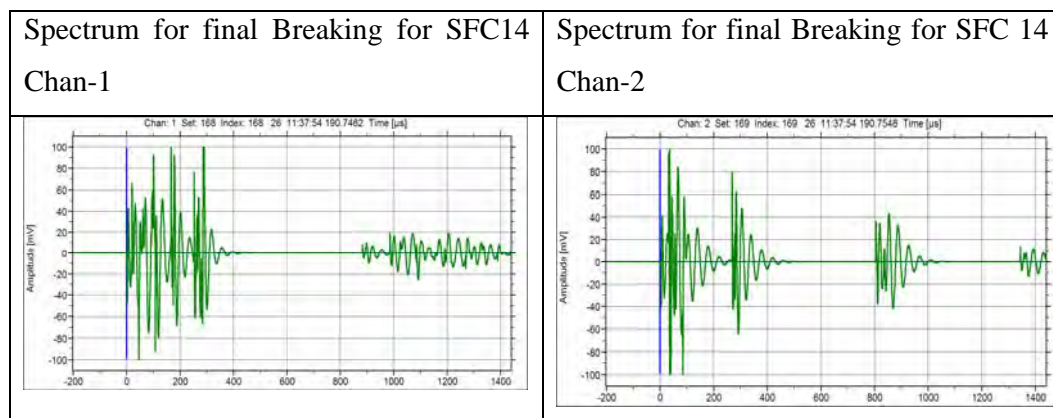 Spectrum for final Breaking for SFC14
Chan-1
Spectrum for final Breaking for SFC 14
Chan-2
Chan: 1 Set: 168 Index: 168 26 11:37:54 190.7462 Time [µs]
100
80
60
40
20
0
-20
-40
-60
-80
-100
Amplitude [mV]
-200 0 200 400 600 800 1000 1200 1400
Chan: 2 Set: 169 Index: 169 26 11:37:54 190.7548 Time [µs]
100
80
60
40
20
0
-20
-40
-60
-80
-100
Amplitude [mV]
-200 0 200 400 600 800 1000 1200 1400